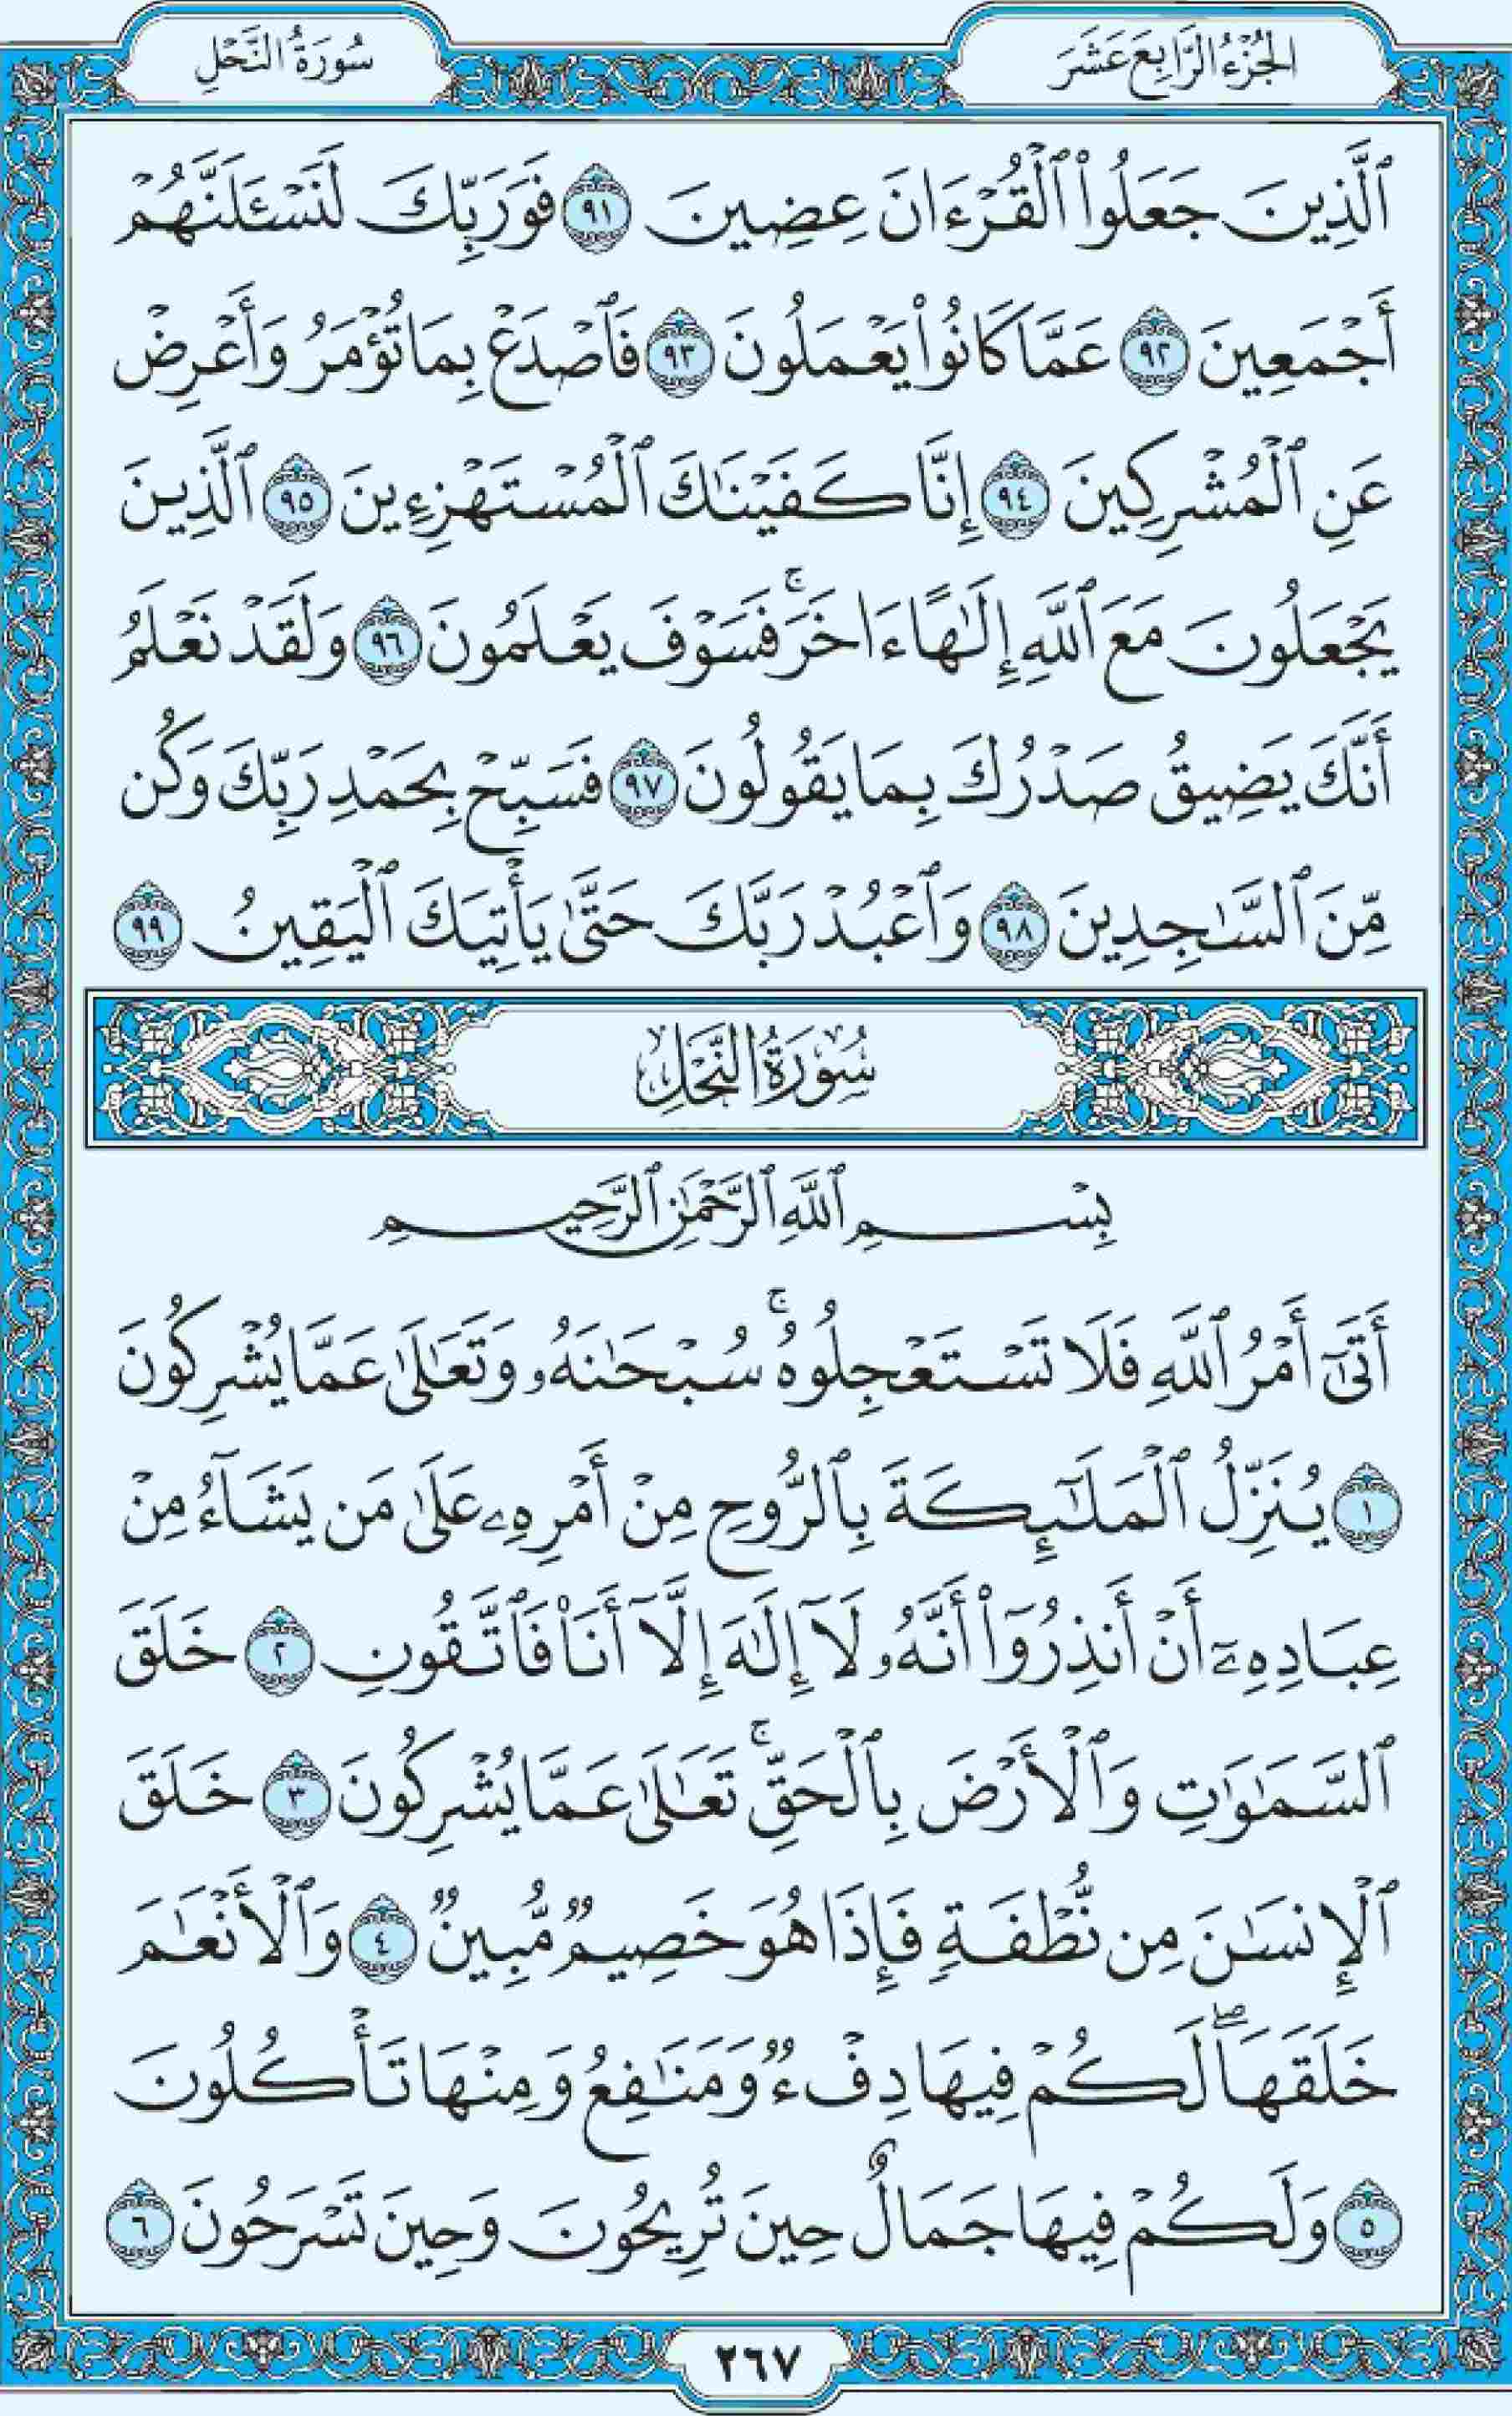 الجُزْءُ الرَّابِعَ عَشَرَ
سُورَةُ النَّحْلِ
ٱلَّذِينَ جَعَلُوا۟ ٱلْقُرْءَانَ عِضِينَ ٩١ فَوَرَبِّكَ لَنَسْـَٔلَنَّهُمْ
أَجْمَعِينَ ٩٢ عَمَّا كَانُوا۟ يَعْمَلُونَ ٩٣ فَٱصْدَعْ بِمَا تُؤْمَرُ وَأَعْرِضْ
عَنِ ٱلْمُشْرِكِينَ ٩٤ إِنَّا كَفَيْنَـٰكَ ٱلْمُسْتَهْزِءِينَ ٩٥ ٱلَّذِينَ
يَجْعَلُونَ مَعَ ٱللَّهِ إِلَـٰهًا ءَاخَرَ ۚ فَسَوْفَ يَعْلَمُونَ ٩٦ وَلَقَدْ نَعْلَمُ
أَنَّكَ يَضِيقُ صَدْرُكَ بِمَا يَقُولُونَ ٩٧ فَسَبِّحْ بِحَمْدِ رَبِّكَ وَكُن
مِّنَ ٱلسَّـٰجِدِينَ ٩٨ وَٱعْبُدْ رَبَّكَ حَتَّىٰ يَأْتِيَكَ ٱلْيَقِينُ ٩٩
سُورَةُ النَّحْلِ
بِسْمِ ٱللَّهِ ٱلرَّحْمَـٰنِ ٱلرَّحِيمِ
أَتَىٰٓ أَمْرُ ٱللَّهِ فَلَا تَسْتَعْجِلُوهُ ۚ سُبْحَـٰنَهُۥ وَتَعَـٰلَىٰ عَمَّا يُشْرِكُونَ
١ يُنَزِّلُ ٱلْمَلَـٰٓئِكَةَ بِٱلرُّوحِ مِنْ أَمْرِهِۦ عَلَىٰ مَن يَشَآءُ مِنْ
عِبَادِهِۦٓ أَنْ أَنذِرُوٓا۟ أَنَّهُۥ لَآ إِلَـٰهَ إِلَّآ أَنَا۠ فَٱتَّقُونِ ٢ خَلَقَ
ٱلسَّمَـٰوَٰتِ وَٱلْأَرْضَ بِٱلْحَقِّ ۚ تَعَـٰلَىٰ عَمَّا يُشْرِكُونَ ٣ خَلَقَ
ٱلْإِنسَـٰنَ مِن نُّطْفَةٍ فَإِذَا هُوَ خَصِيمٌ مُّبِينٌ ٤ وَٱلْأَنْعَـٰمَ
خَلَقَهَا ۗ لَكُمْ فِيهَا دِفْءٌ وَمَنَـٰفِعُ وَمِنْهَا تَأْكُلُونَ
٥ وَلَكُمْ فِيهَا جَمَالٌ حِينَ تُرِيحُونَ وَحِينَ تَسْرَحُونَ ٦
٢٦٧